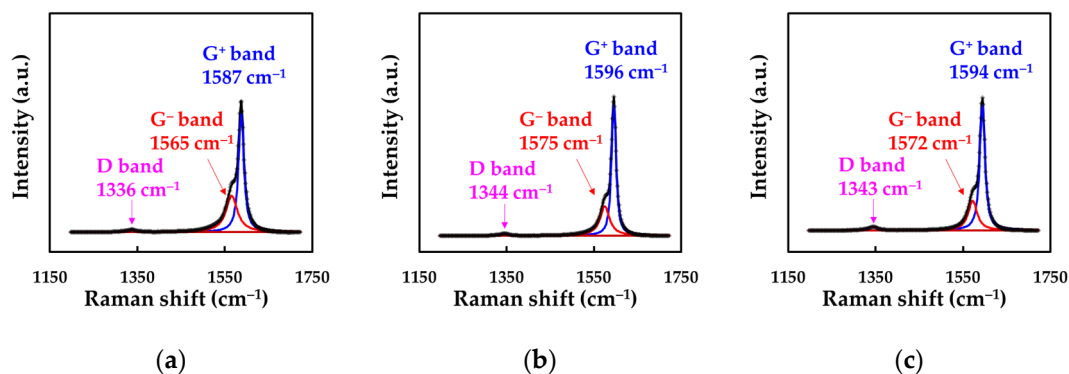 Intensity (a.u.)
G⁺ band
1587 cm⁻¹
G⁻ band
1565 cm⁻¹
D band
1336 cm⁻¹
1150 1350 1550 1750
Raman shift (cm⁻¹)
(a)
Intensity (a.u.)
G⁺ band
1596 cm⁻¹
G⁻ band
1575 cm⁻¹
D band
1344 cm⁻¹
1150 1350 1550 1750
Raman shift (cm⁻¹)
(b)
Intensity (a.u.)
G⁺ band
1594 cm⁻¹
G⁻ band
1572 cm⁻¹
D band
1343 cm⁻¹
1150 1350 1550 1750
Raman shift (cm⁻¹)
(c)